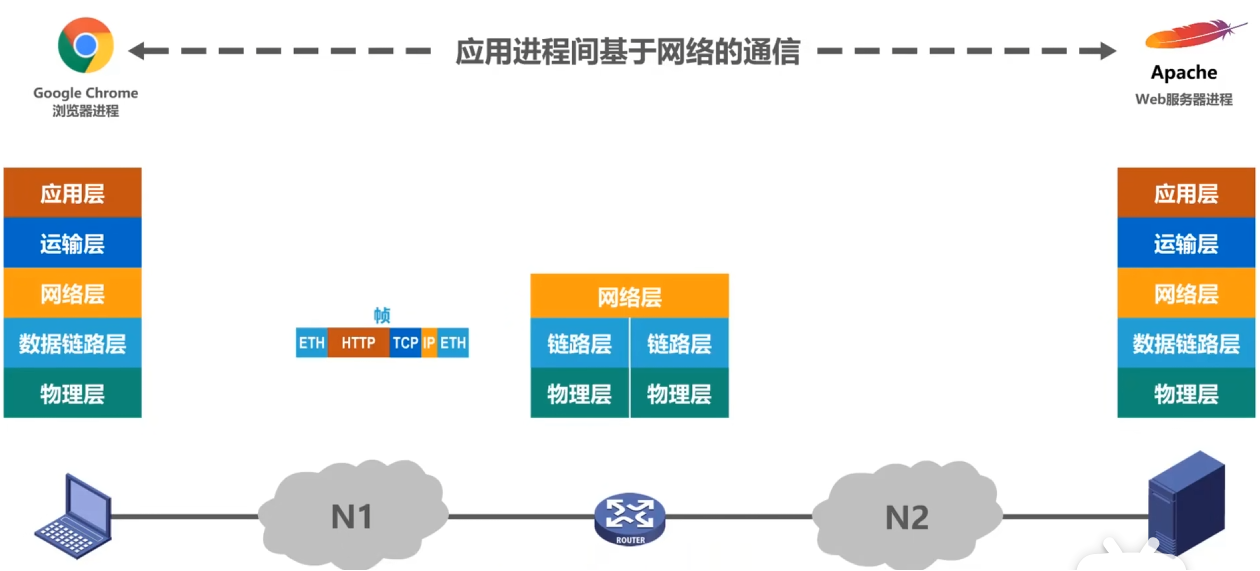 应用进程间基于网络的通信
Google Chrome
浏览器进程
Apache
Web服务器进程
应用层
运输层
网络层
数据链路层
物理层
帧
ETH HTTP TCP IP ETH
网络层
链路层 链路层
物理层 物理层
应用层
运输层
网络层
数据链路层
物理层
N1
ROUTER
N2